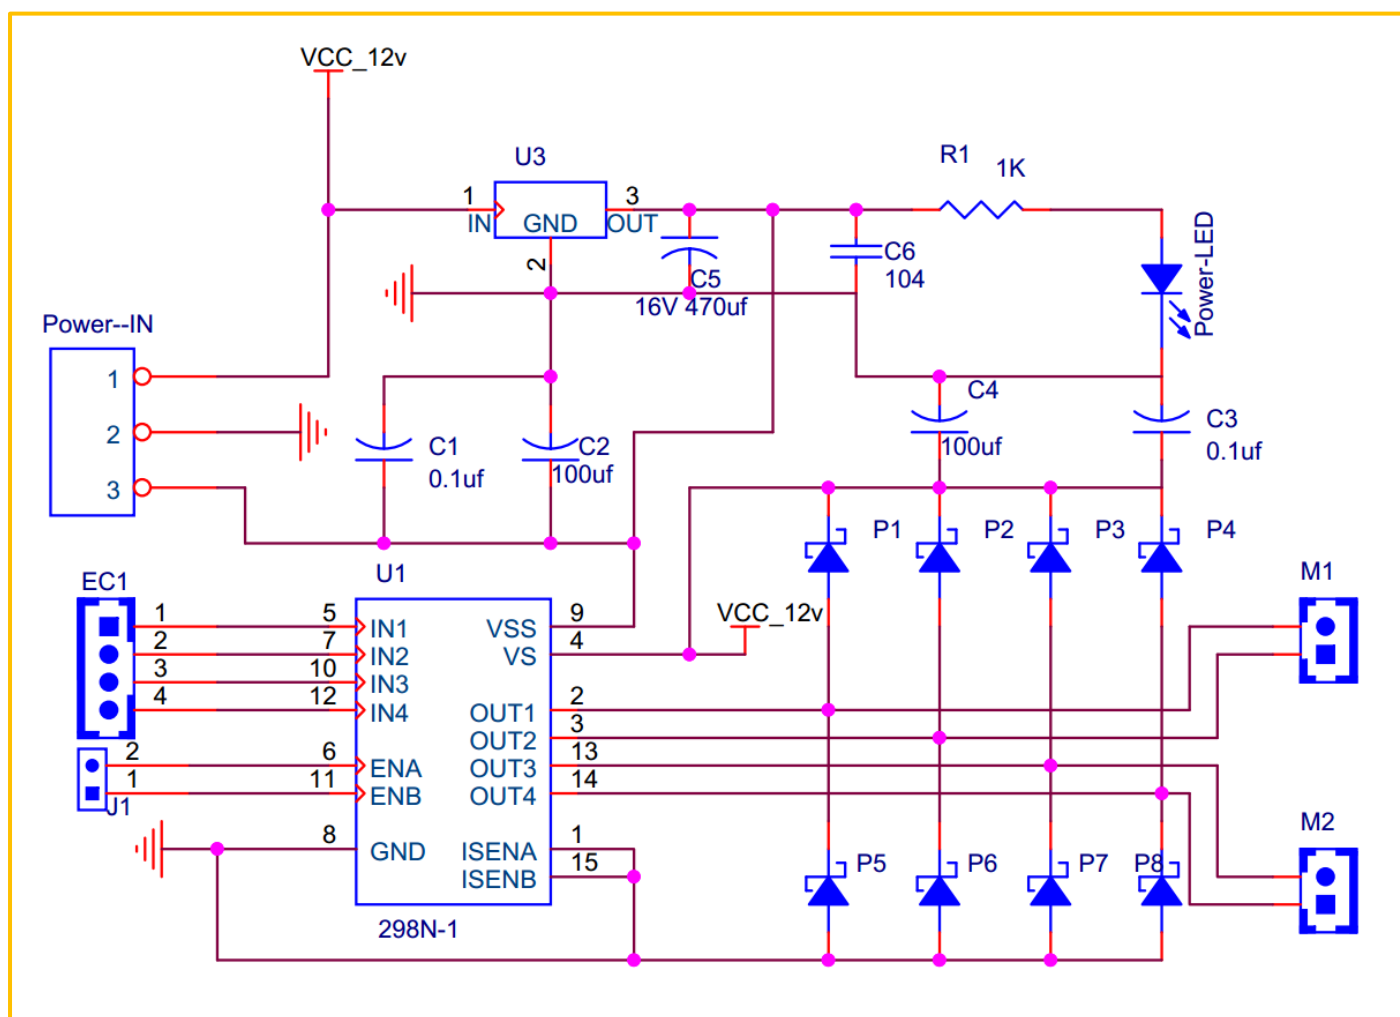 VCC_12v
U3
R1
1K
1
3
IN
GND
OUT
2
C5
16V 470uf
C6
104
Power-LED
Power--IN
1
2
3
C1
0.1uf
C2
100uf
C4
100uf
C3
0.1uf
P1
P2
P3
P4
U1
EC1
1
2
3
4
5
7
10
12
IN1
IN2
IN3
IN4
VSS
VS
9
4
VCC_12v
M1
OUT1
OUT2
OUT3
OUT4
2
3
13
14
2
1
J1
6
11
ENA
ENB
8
GND
ISENA
ISENB
1
15
298N-1
P5
P6
P7
P8
M2